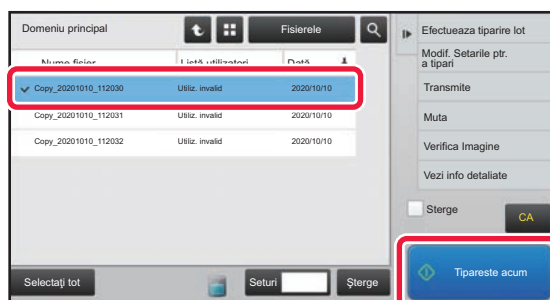 Domeniu principal
Fisierele
Nume fisier
Listă utilizatori
Dată
Copy_20201010_112030
Utiliz. invalid
2020/10/10
Copy_20201010_112031
Utiliz. invalid
2020/10/10
Copy_20201010_112032
Utiliz. invalid
2020/10/10
Selectaţi tot
Seturi
Şterge
Efectueaza tiparire lot
Modif. Setarile ptr.
a tipari
Transmite
Muta
Verifica Imagine
Vezi info detaliate
Sterge
CA
Tipareste acum